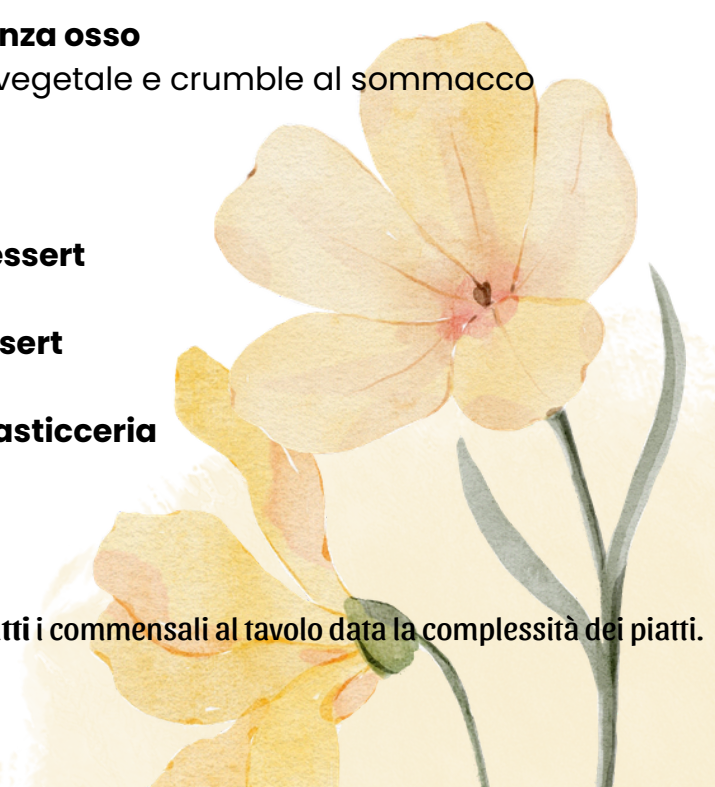 nza osso
vegetale e crumble al sommacco
essert
sert
asticceria
tti i commensali al tavolo data la complessità dei piatti.